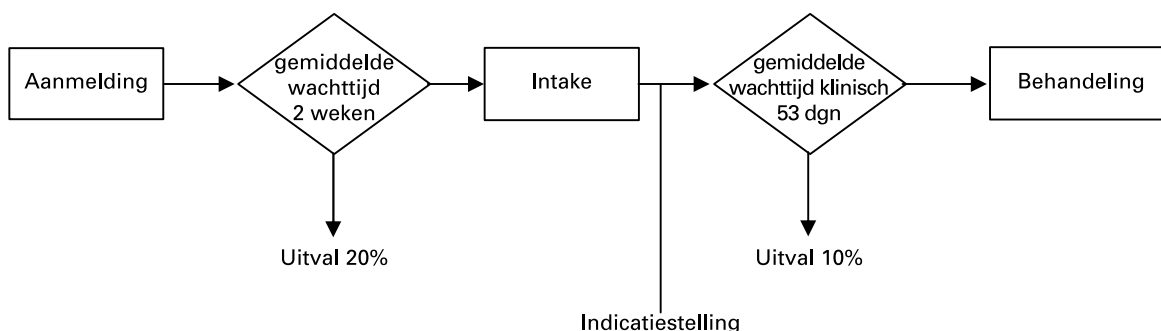 Aanmelding
gemiddelde
wachttijd
2 weken
Intake
gemiddelde
wachttijd klinisch
53 dgn
Behandeling
Uitval 20%
Uitval 10%
Indicatiestelling